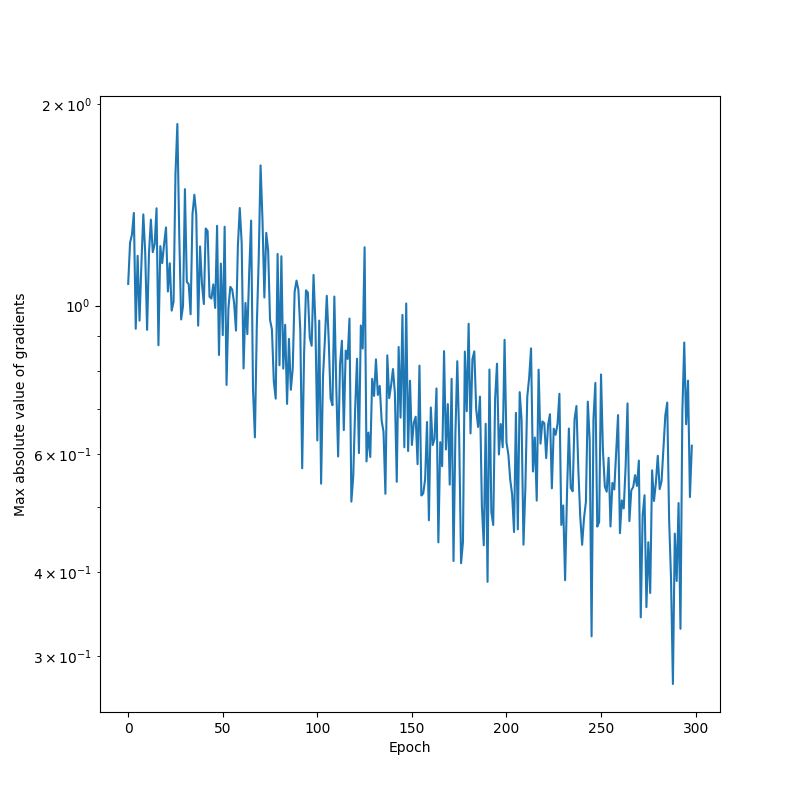 Max absolute value of gradients
2 × 10⁰
10⁰
6 × 10⁻¹
4 × 10⁻¹
3 × 10⁻¹
0 50 100 150 200 250 300
Epoch